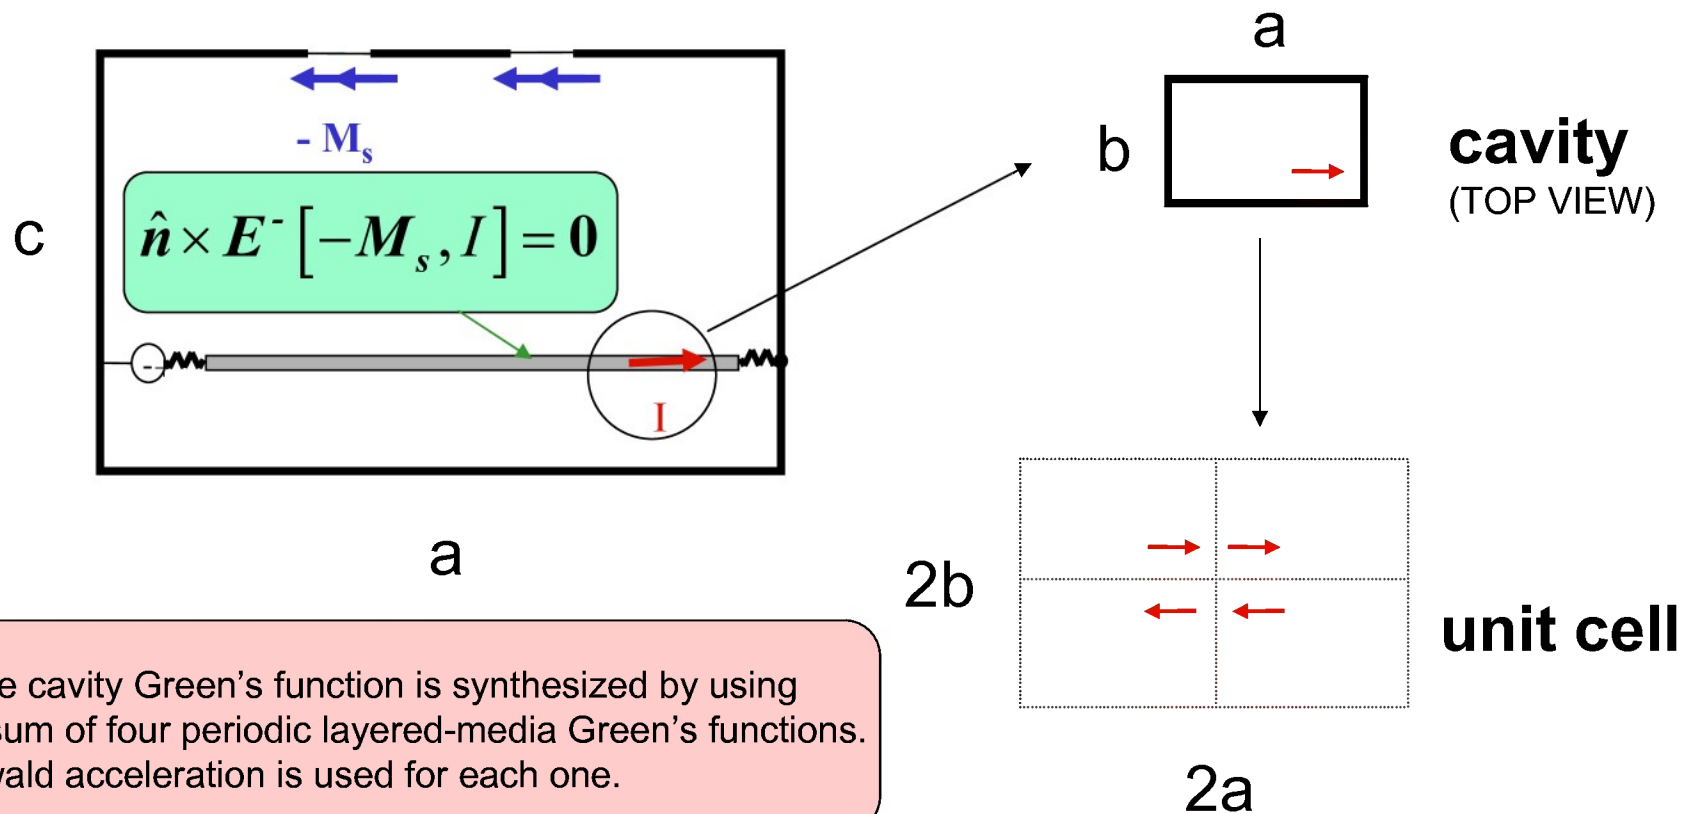 a
- Mₛ
b
cavity
(TOP VIEW)
c
n̂ × E⁻ [−Mₛ, I] = 0
I
a
2b
unit cell
e cavity Green’s function is synthesized by using
sum of four periodic layered-media Green’s functions.
wald acceleration is used for each one.
2a